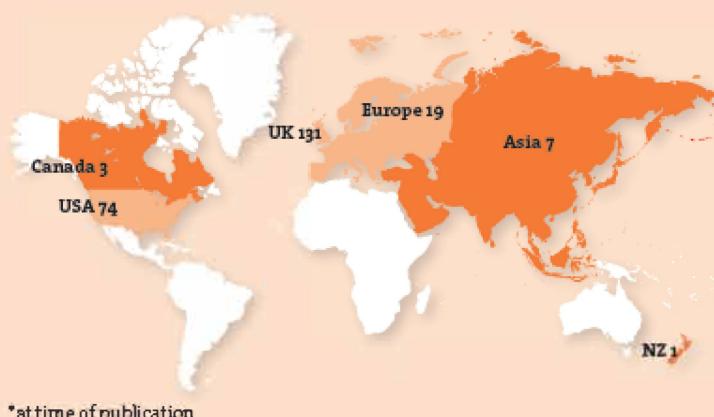 Europe 19
UK 131
Asia 7
Canada 3
USA 74
NZ 1
*at time of publication